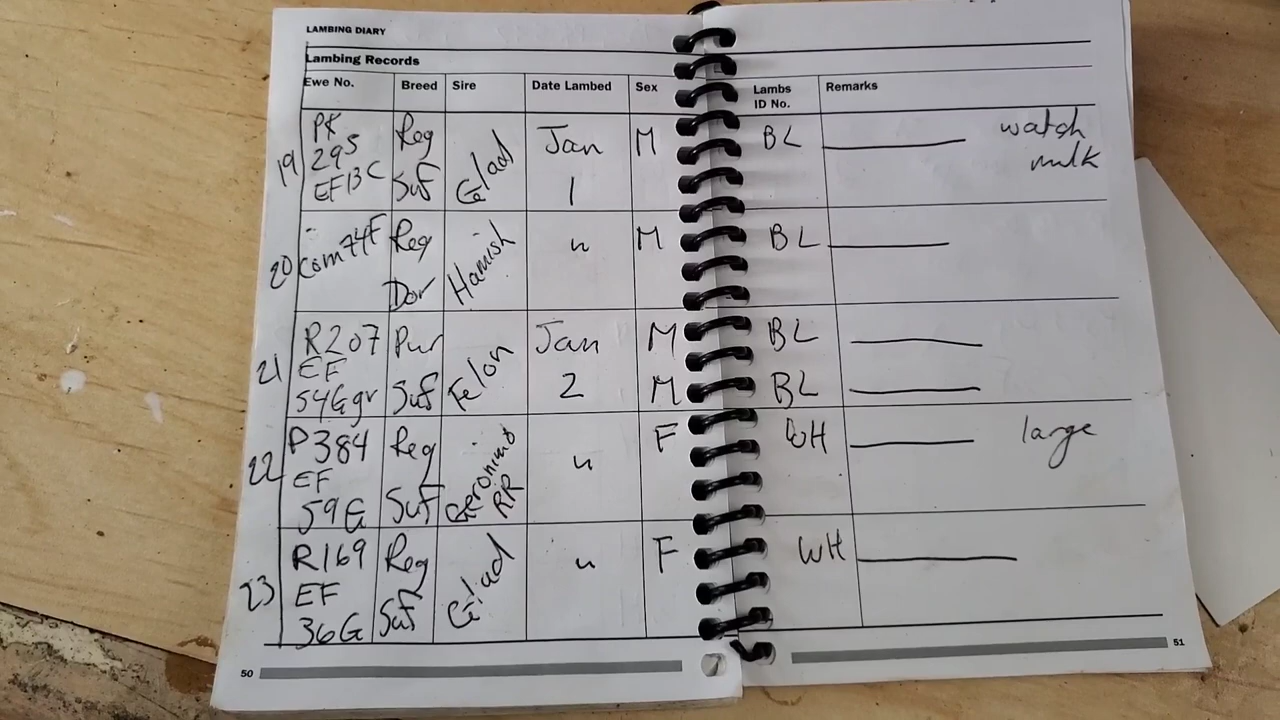 LAMBING DIARY
Lambing Records
Ewe No. Breed Sire Date Lambed Sex Lambs ID No. Remarks
19 PK 295 EF13C Reg Suf Glad Jan 1 M BL watch milk
20 com74F Reg Dor Hamish " M BL
21 R207 EF 54G gr Pur Suf Felon Jan 2 M BL
M BL
22 P384 EF 59G Reg Suf Geronimo RR " F WH large
23 R169 EF 36G Reg Suf Glad " F WH
50
51